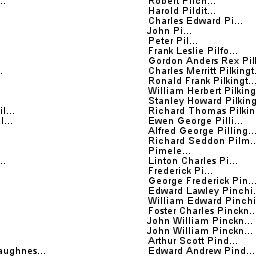 Robert Pilch...
Harold Pildit...
Charles Edward Pi...
John Pi...
Peter Pil...
Frank Leslie Pilfo...
Gordon Anders Rex Pil
Charles Merritt Pilkingt.
Ronald Frank Pilkingt...
William Herbert Pilking
Stanley Howard Pilking
il... Richard Thomas Pilkin
l... Ewen George Pilli...
Alfred George Pilling...
Richard Seddon Pilm..
Pimele...
Linton Charles Pi...
Frederick Pi...
George Frederick Pin...
Edward Lawley Pinchi.
William Edward Pinchi
Foster Charles Pinckn..
John William Pinckn...
John William Pinckn...
Arthur Scott Pind...
aughnes... Edward Andrew Pind...